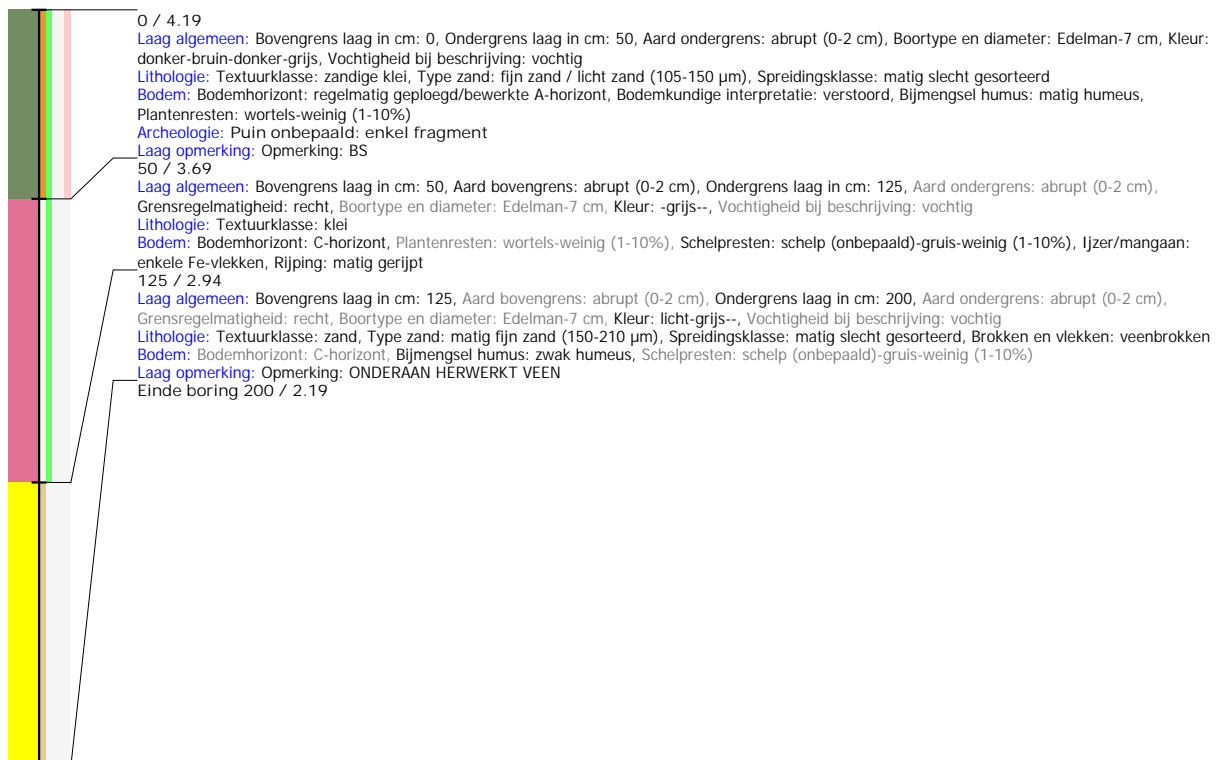 0 / 4.19
Laag algemeen: Bovengrens laag in cm: 0, Ondergrens laag in cm: 50, Aard ondergrens: abrupt (0-2 cm), Boortype en diameter: Edelman-7 cm, Kleur:
donker-bruin-donker-grijs, Vochtigheid bij beschrijving: vochtig
Lithologie: Textuurklasse: zandige klei, Type zand: fijn zand / licht zand (105-150 µm), Spreidingsklasse: matig slecht gesorteerd
Bodem: Bodemhorizont: regelmatig geploegd/bewerkte A-horizont, Bodemkundige interpretatie: verstoord, Bijmengsel humus: matig humeus,
Plantenresten: wortels-weinig (1-10%)
Archeologie: Puin onbepaald: enkel fragment
Laag opmerking: Opmerking: BS
50 / 3.69
Laag algemeen: Bovengrens laag in cm: 50, Aard bovengrens: abrupt (0-2 cm), Ondergrens laag in cm: 125, Aard ondergrens: abrupt (0-2 cm),
Grensregelmatigheid: recht, Boortype en diameter: Edelman-7 cm, Kleur: -grijs--, Vochtigheid bij beschrijving: vochtig
Lithologie: Textuurklasse: klei
Bodem: Bodemhorizont: C-horizont, Plantenresten: wortels-weinig (1-10%), Schelpresten: schelp (onbepaald)-gruis-weinig (1-10%), Ijzer/mangaan:
enkele Fe-vlekken, Rijping: matig gerijpt
125 / 2.94
Laag algemeen: Bovengrens laag in cm: 125, Aard bovengrens: abrupt (0-2 cm), Ondergrens laag in cm: 200, Aard ondergrens: abrupt (0-2 cm),
Grensregelmatigheid: recht, Boortype en diameter: Edelman-7 cm, Kleur: licht-grijs--, Vochtigheid bij beschrijving: vochtig
Lithologie: Textuurklasse: zand, Type zand: matig fijn zand (150-210 µm), Spreidingsklasse: matig slecht gesorteerd, Brokken en vlekken: veenbrokken
Bodem: Bodemhorizont: C-horizont, Bijmengsel humus: zwak humeus, Schelpresten: schelp (onbepaald)-gruis-weinig (1-10%)
Laag opmerking: Opmerking: ONDERAAN HERWERKT VEEN
Einde boring 200 / 2.19